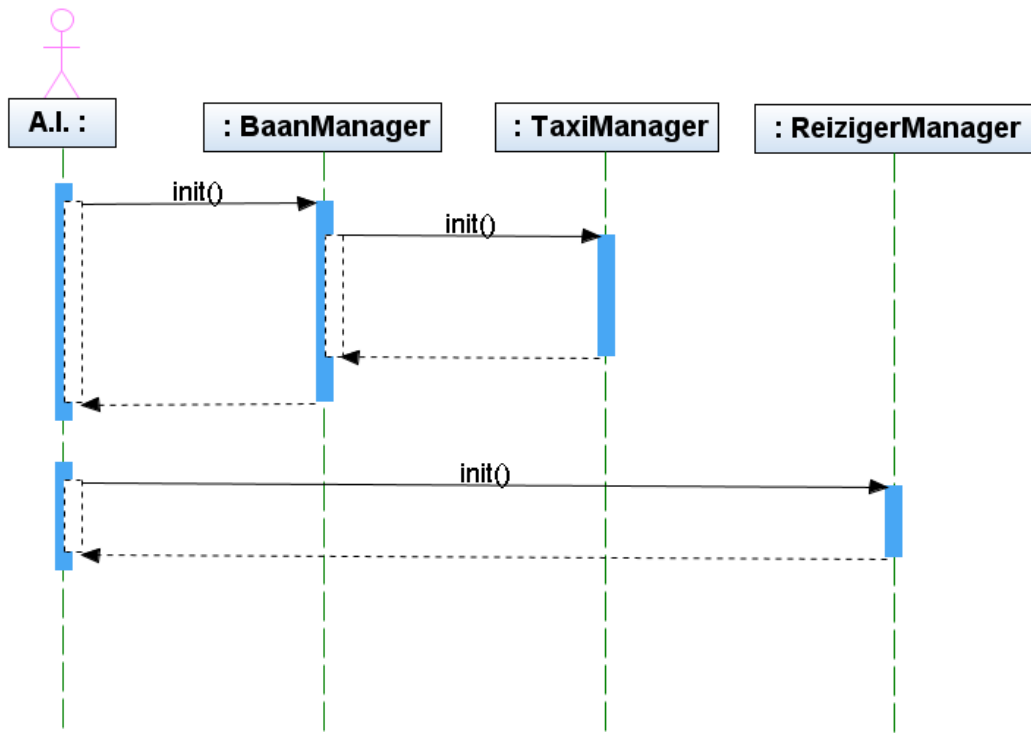 A.I. :
: BaanManager
: TaxiManager
: ReizigerManager
init()
init()
init()